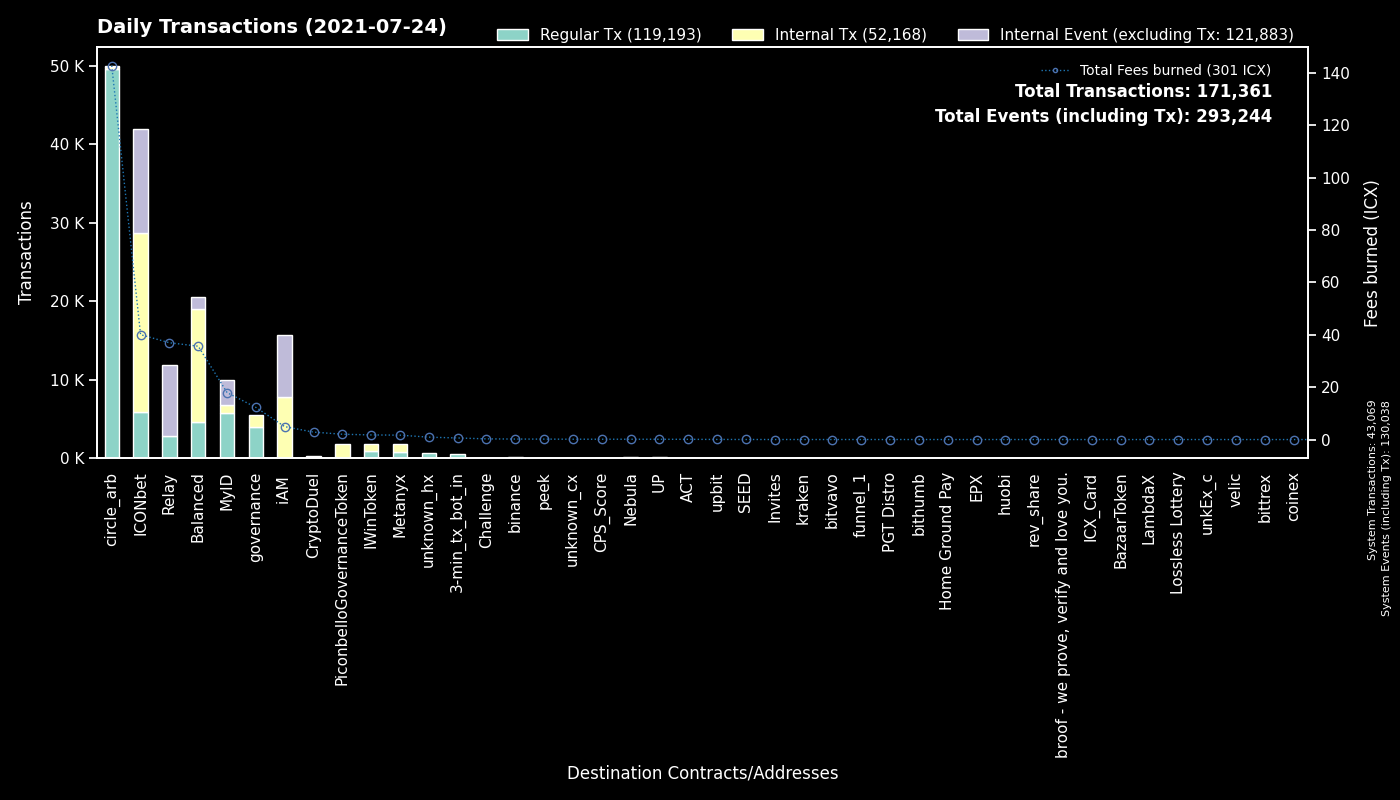 Daily Transactions (2021-07-24)
Regular Tx (119,193)
Internal Tx (52,168)
Internal Event (excluding Tx: 121,883)
Total Fees burned (301 ICX)
Total Transactions: 171,361
Total Events (including Tx): 293,244
Transactions
50 K
40 K
30 K
20 K
10 K
0 K
140
120
100
80
60
40
20
0
Fees burned (ICX)
System Transactions: 43,069
System Events (including Tx): 130,038
circle_arb
ICONbet
Relay
Balanced
MyID
governance
iAM
CryptoDuel
PiconbelloGovernanceToken
IWinToken
Metanyx
unknown_hx
3-min_tx_bot_in
Challenge
binance
peek
unknown_cx
CPS_Score
Nebula
UP
ACT
upbit
SEED
Invites
kraken
bitvavo
funnel_1
PGT Distro
bithumb
Home Ground Pay
EPX
huobi
rev_share
broof - we prove, verify and love you.
ICX_Card
BazaarToken
LambdaX
Lossless Lottery
unkEx_c
velic
bittrex
coinex
Destination Contracts/Addresses